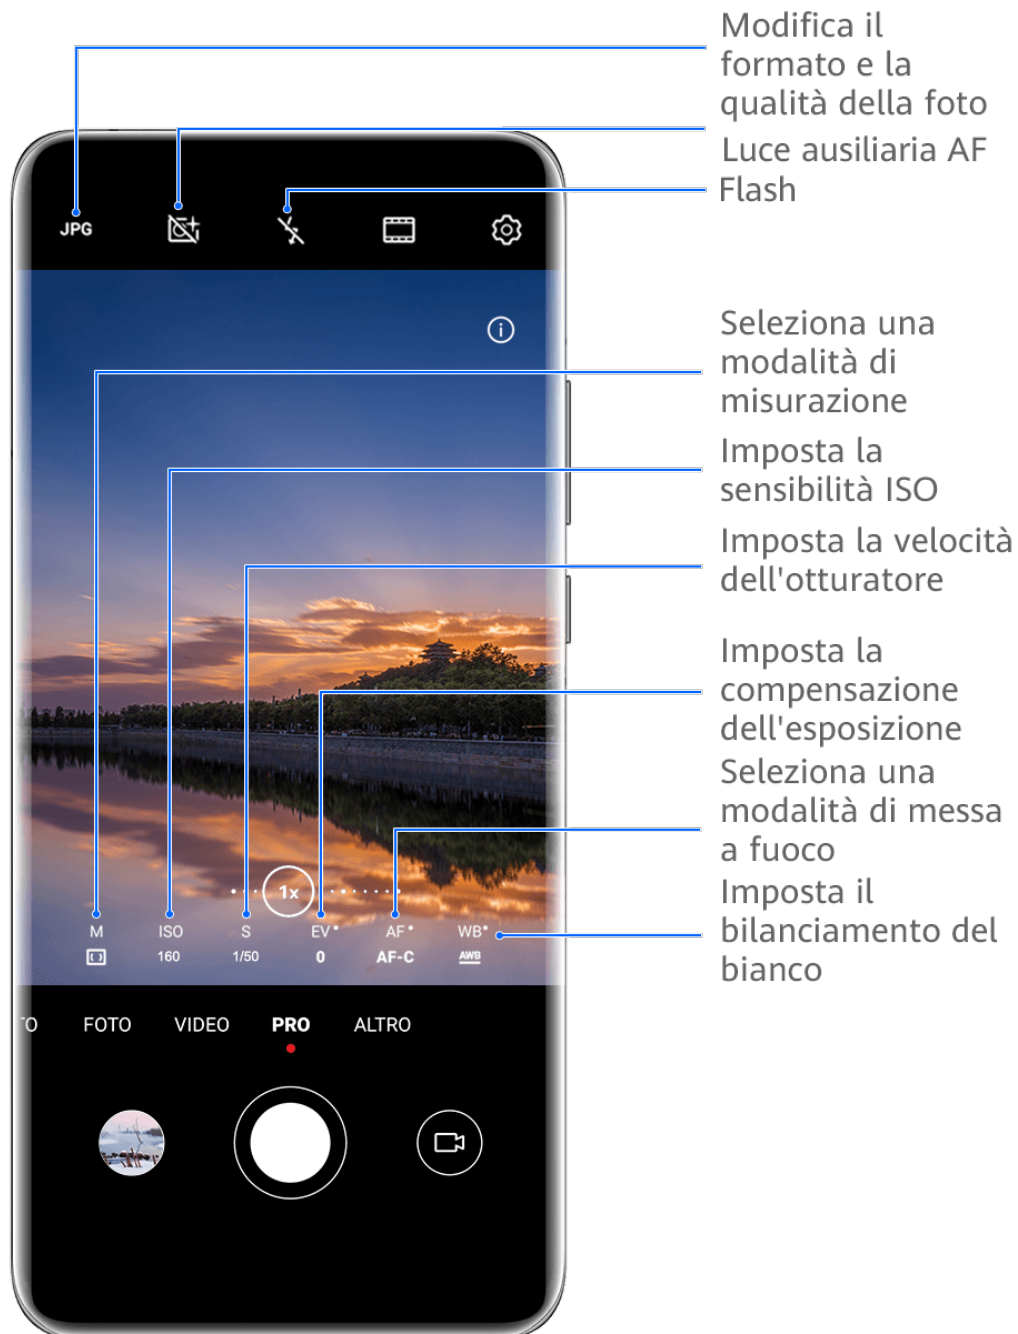 Modifica il
formato e la
qualità della foto
Luce ausiliaria AF
Flash
JPG
Seleziona una
modalità di
misurazione
Imposta la
sensibilità ISO
Imposta la velocità
dell'otturatore
Imposta la
compensazione
dell'esposizione
Seleziona una
modalità di messa
a fuoco
Imposta il
bilanciamento del
bianco
1x
M ISO S EV AF WB
160 1/50 0 AF-C AWB
TO FOTO VIDEO PRO ALTRO